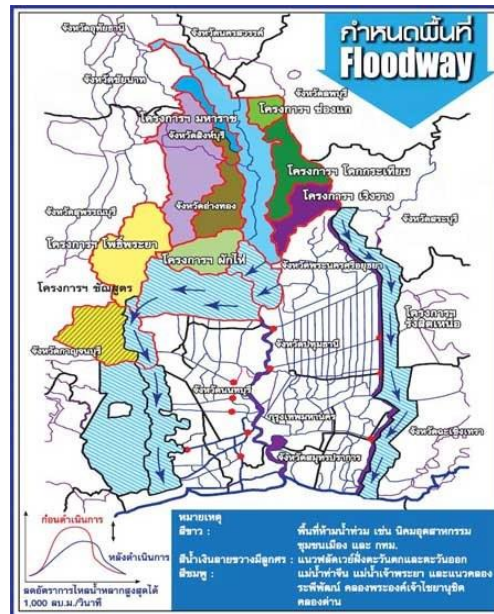 กำหนดพื้นที่
Floodway
จังหวัดอุทัยธานี
จังหวัดนครสวรรค์
จังหวัดชัยนาท
จังหวัดลพบุรี
โครงการฯ ช่องแก
โครงการฯ มหาราช
จังหวัดสิงห์บุรี
โครงการฯ โคกกระเทียม
โครงการฯ เริงราง
จังหวัดอ่างทอง
จังหวัดสุพรรณบุรี
จังหวัดสระบุรี
โครงการฯ โพธิ์พระยา
โครงการฯ ผักไห่
จังหวัดพระนครศรีอยุธยา
โครงการฯ ชัณสูตร
โครงการฯ
รังสิตเหนือ
จังหวัดกาญจนบุรี
จังหวัดปทุมธานี
จังหวัดนนทบุรี
กรุงเทพมหานคร
จังหวัดฉะเชิงเทรา
จังหวัดสมุทรปราการ
ก่อนดำเนินการ
หลังดำเนินการ
ลดอัตราการไหลน้ำหลากสูงสุดได้
1,000 ลบ.ม./วินาที
หมายเหตุ
สีขาว : พื้นที่ห้ามน้ำท่วม เช่น นิคมอุตสาหกรรม
ชุมชนเมือง และ กทม.
สีน้ำเงินลายขวางมีลูกศร : แนวฟลัดเวย์ฝั่งตะวันตกและตะวันออก
สีชมพู : แม่น้ำท่าจีน แม่น้ำเจ้าพระยา และแนวคลอง
ระพีพัฒน์ คลองพระองค์เจ้าไชยานุชิต
คลองด่าน